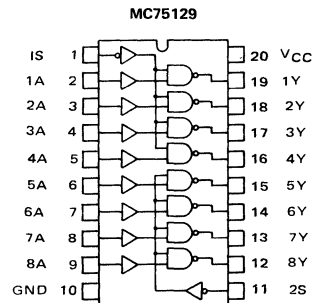 MC75129
IS 1 20 VCC
1A 2 19 1Y
2A 3 18 2Y
3A 4 17 3Y
4A 5 16 4Y
5A 6 15 5Y
6A 7 14 6Y
7A 8 13 7Y
8A 9 12 8Y
GND 10 11 2S